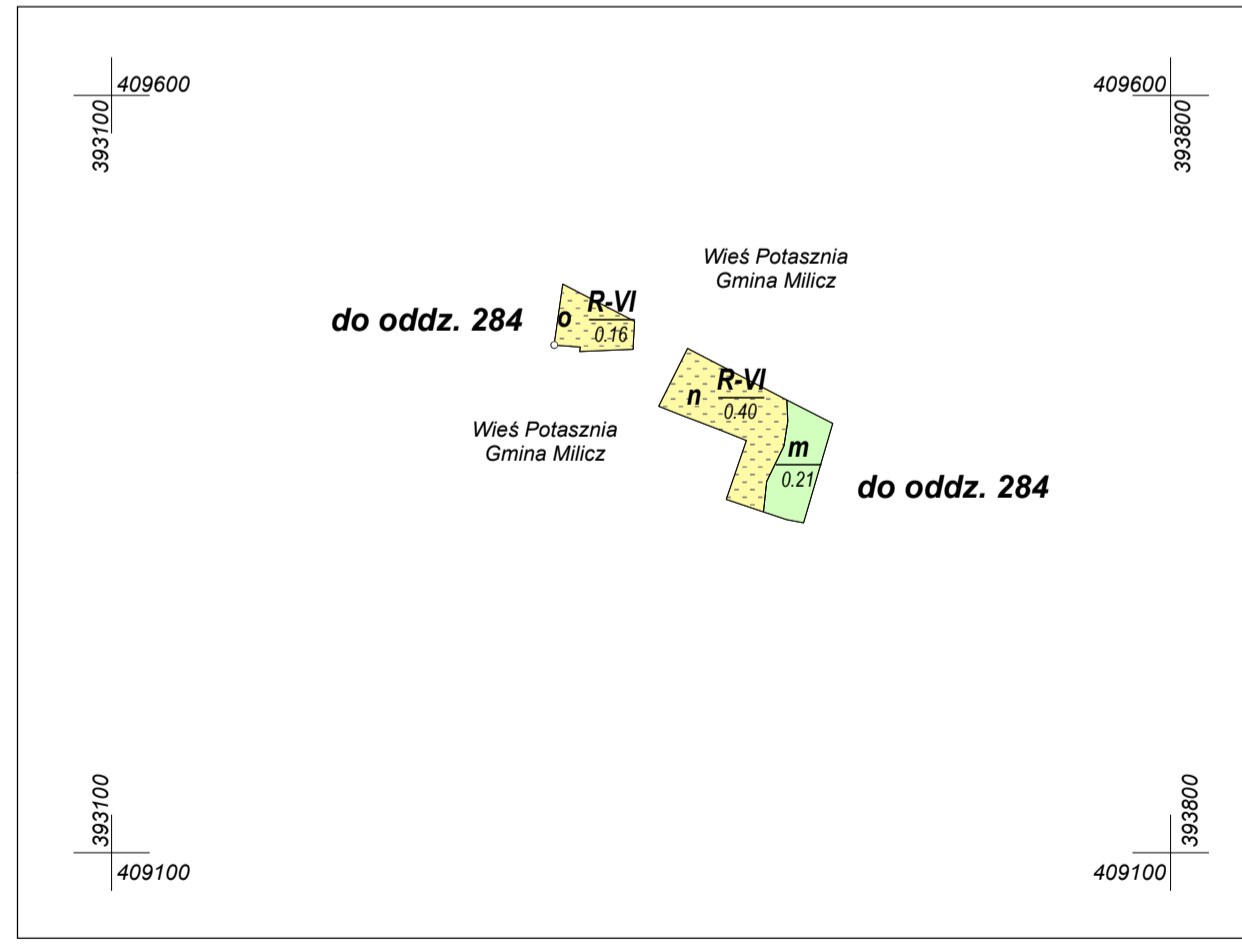 409600
393100
409600
393800
Wieś Potasznia
Gmina Milicz
do oddz. 284
o
R-VI
0.16
n
R-VI
0.40
Wieś Potasznia
Gmina Milicz
m
0.21
do oddz. 284
393100
409100
393800
409100